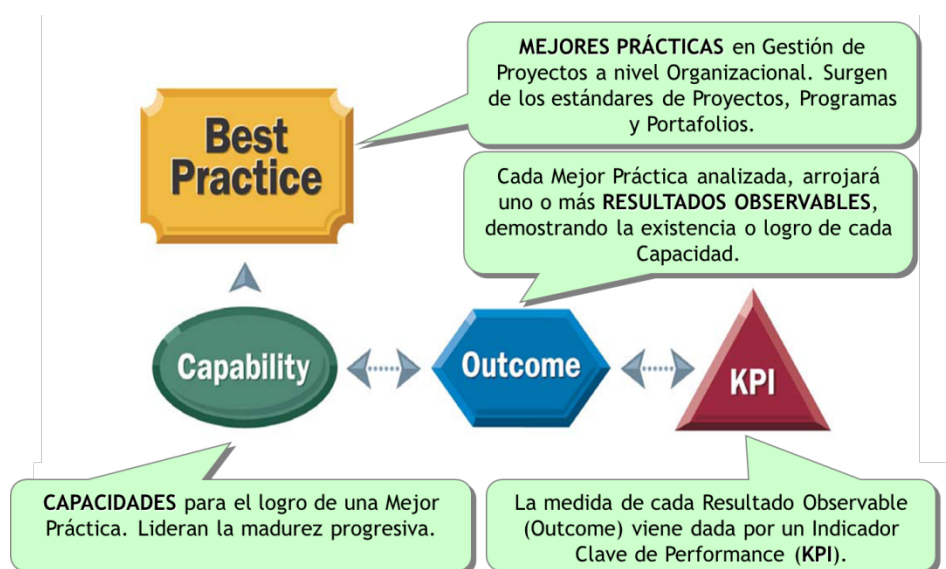 MEJORES PRÁCTICAS en Gestión de
Proyectos a nivel Organizacional. Surgen
de los estándares de Proyectos, Programas
y Portafolios.
Best
Practice
Cada Mejor Práctica analizada, arrojará
uno o más RESULTADOS OBSERVABLES,
demostrando la existencia o logro de cada
Capacidad.
Capability
Outcome
KPI
CAPACIDADES para el logro de una Mejor
Práctica. Lideran la madurez progresiva.
La medida de cada Resultado Observable
(Outcome) viene dada por un Indicador
Clave de Performance (KPI).